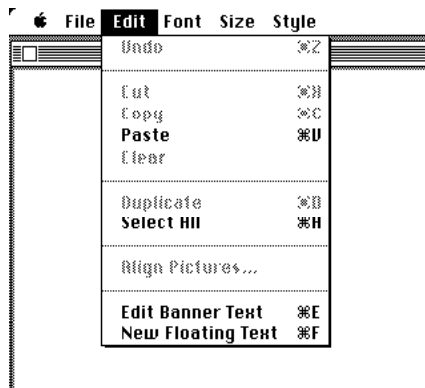 File Edit Font Size Style
Undo ⌘Z
Cut ⌘X
Copy ⌘C
Paste ⌘V
Clear
Duplicate ⌘D
Select All ⌘A
Align Pictures...
Edit Banner Text ⌘E
New Floating Text ⌘F